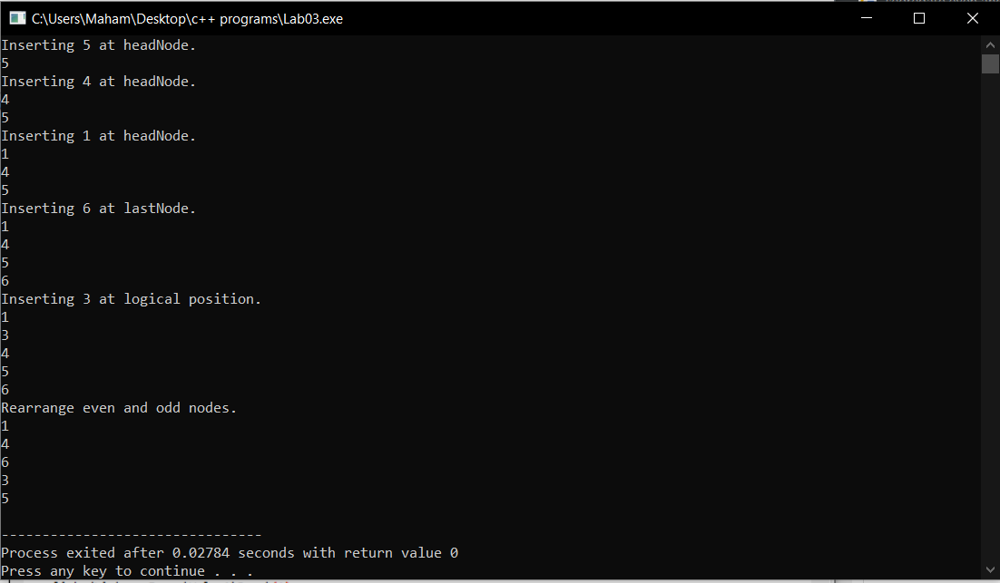 C:\Users\Maham\Desktop\c++ programs\Lab03.exe
Inserting 5 at headNode.
5
Inserting 4 at headNode.
4
5
Inserting 1 at headNode.
1
4
5
Inserting 6 at lastNode.
1
4
5
6
Inserting 3 at logical position.
1
3
4
5
6
Rearrange even and odd nodes.
1
4
6
3
5
--------------------------------
Process exited after 0.02784 seconds with return value 0
Press any key to continue . . .